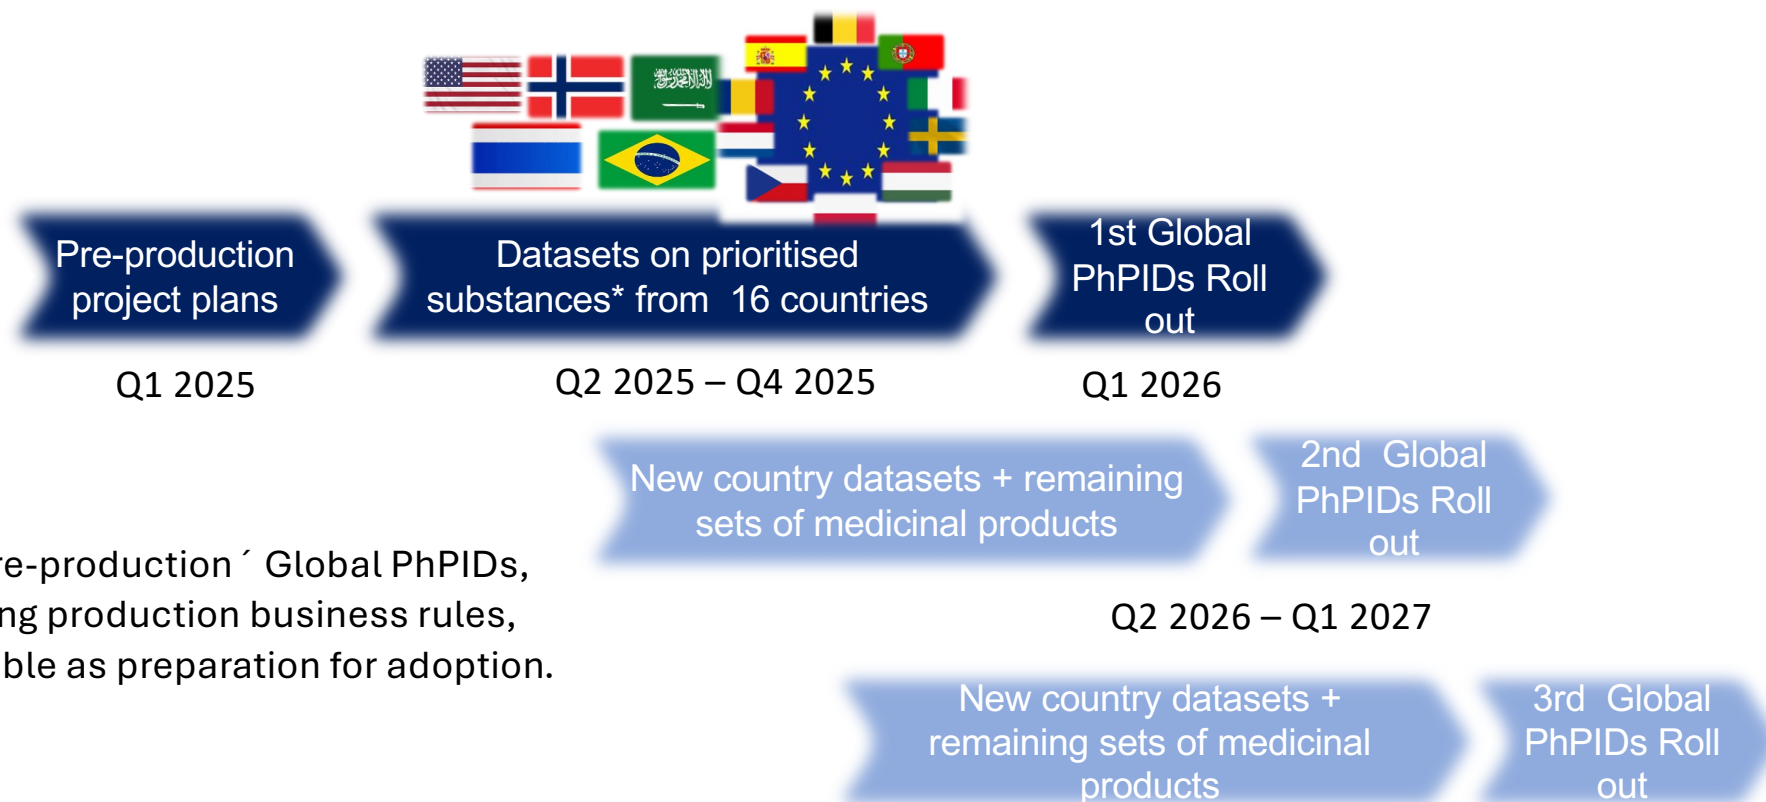 Pre-production
project plans
Datasets on prioritised
substances* from  16 countries
1st Global
PhPIDs Roll
out
Q1 2025
Q2 2025 – Q4 2025
Q1 2026
New country datasets + remaining
sets of medicinal products
2nd  Global
PhPIDs Roll
out
re-production ´ Global PhPIDs,
ng production business rules,
ble as preparation for adoption.
Q2 2026 – Q1 2027
New country datasets +
remaining sets of medicinal
products
3rd  Global
PhPIDs Roll
out